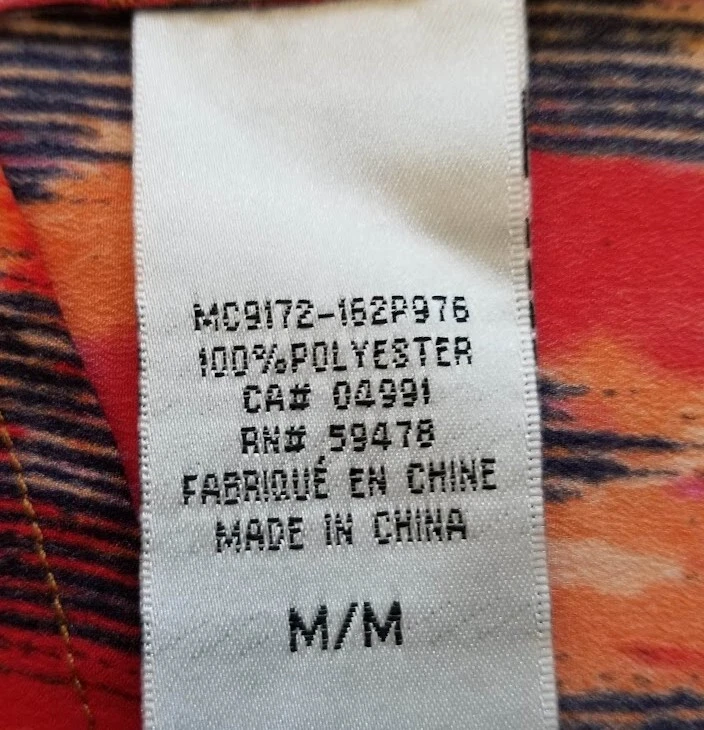 MC9172-162P976
100%POLYESTER
CA# 04991
RN# 59478
FABRIQUÉ EN CHINE
MADE IN CHINA
M/M